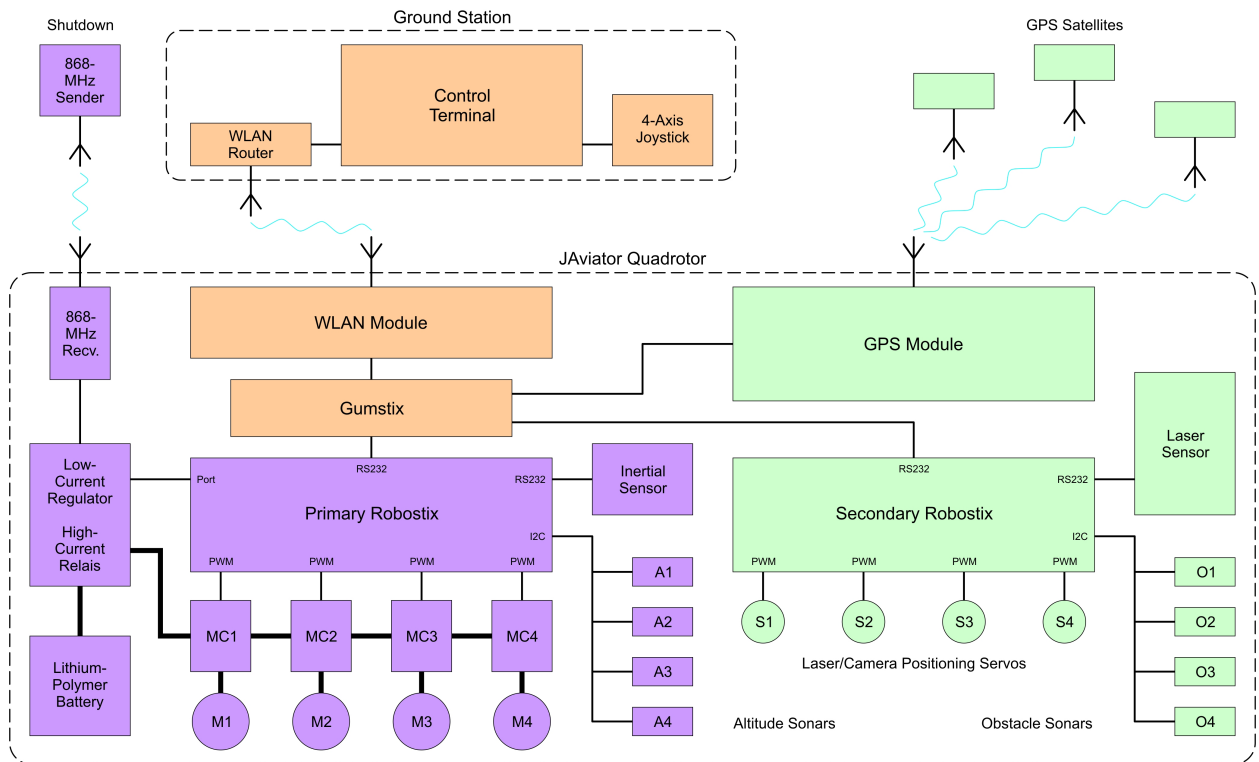 Shutdown
Ground Station
GPS Satellites
868-
MHz
Sender
Control
Terminal
WLAN
Router
4-Axis
Joystick
JAviator Quadrotor
868-
MHz
Recv.
WLAN Module
GPS Module
Gumstix
Laser
Sensor
Low-
Current
Regulator
High-
Current
Relais
Port
RS232
RS232
Primary Robostix
I2C
PWM
PWM
PWM
PWM
Inertial
Sensor
RS232
RS232
Secondary Robostix
I2C
PWM
PWM
PWM
PWM
A1
A2
A3
A4
O1
O2
O3
O4
MC1
MC2
MC3
MC4
S1
S2
S3
S4
Laser/Camera Positioning Servos
Lithium-
Polymer
Battery
M1
M2
M3
M4
Altitude Sonars
Obstacle Sonars